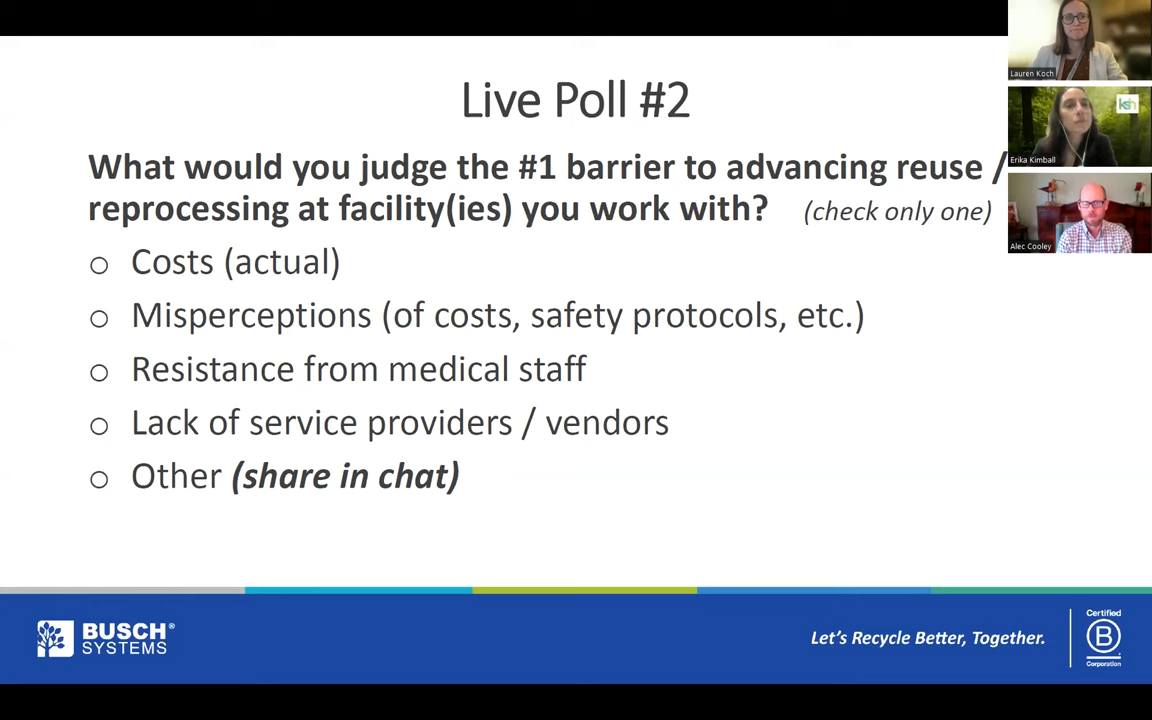 Live Poll #2
What would you judge the #1 barrier to advancing reuse /
reprocessing at facility(ies) you work with? (check only one)
o Costs (actual)
o Misperceptions (of costs, safety protocols, etc.)
o Resistance from medical staff
o Lack of service providers / vendors
o Other (share in chat)
BUSCH®
SYSTEMS
Let's Recycle Better, Together.
Certified
B
Corporation
Lauren Koch
ksh
Erika Kimball
Alec Cooley